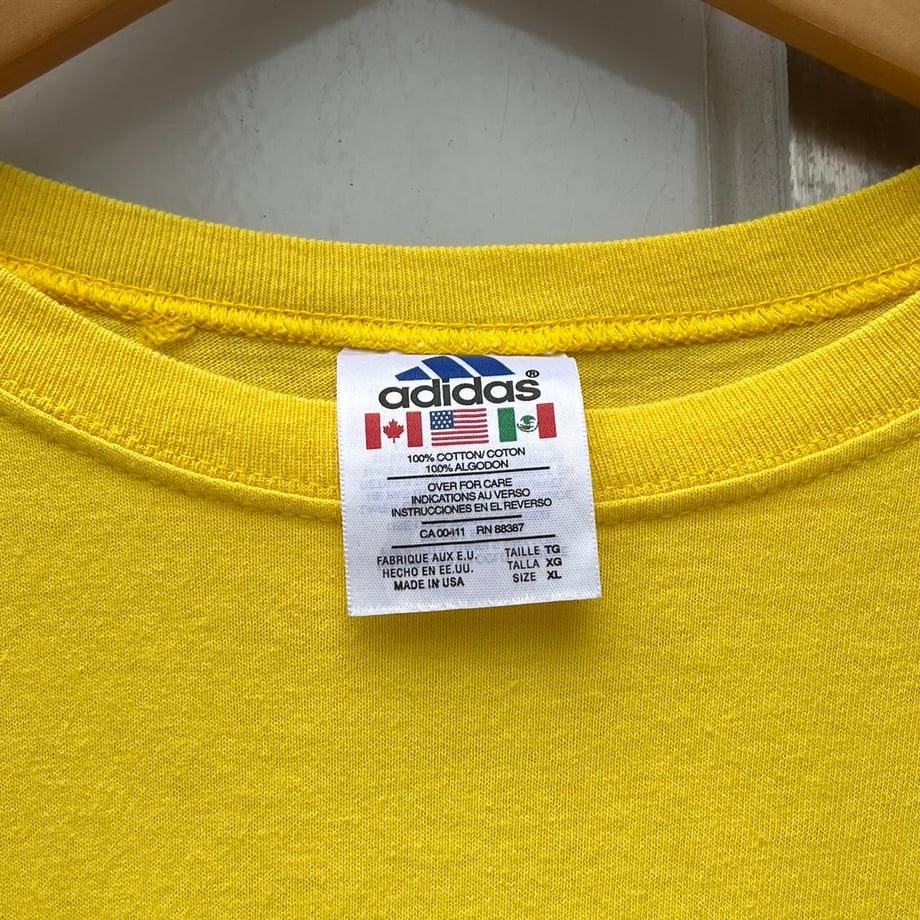 adidas®
100% COTTON/COTON
100% ALGODON
OVER FOR CARE
INDICATIONS AU VERSO
INSTRUCCIONES EN EL REVERSO
CA 00411 RN 88387
FABRIQUE AUX E.U. TAILLE TG
HECHO EN EE.UU. TALLA XG
MADE IN USA SIZE XL